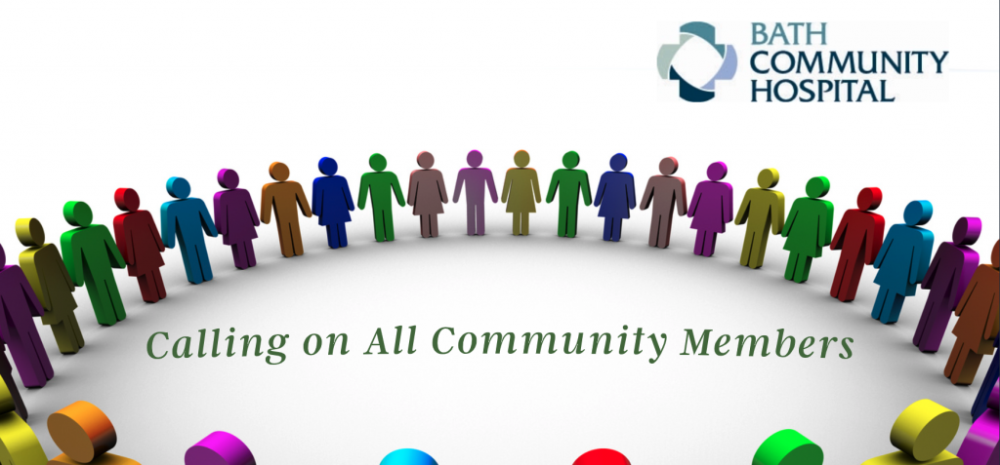 BATH
COMMUNITY
HOSPITAL
Calling on All Community Members